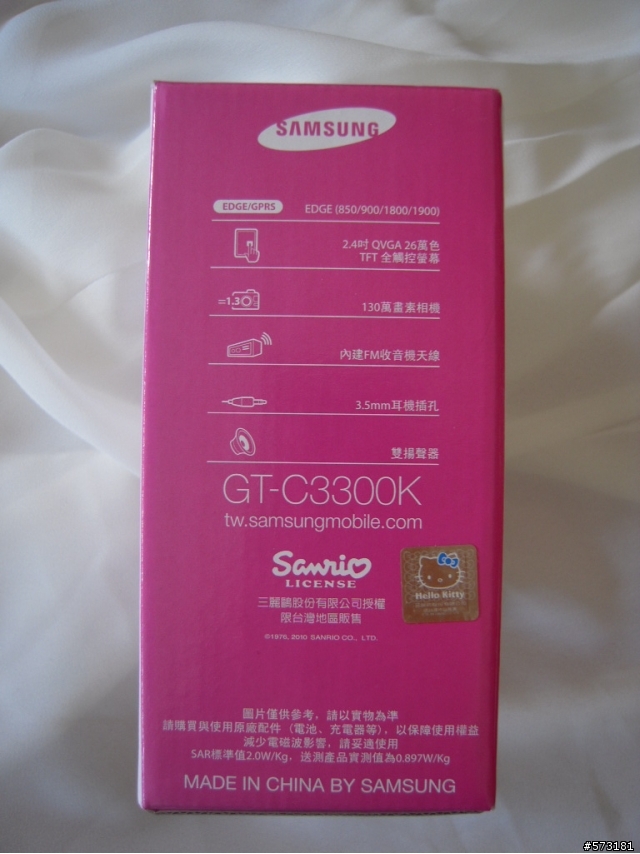 SAMSUNG
EDGE/GPRS EDGE (850/900/1800/1900)
2.4吋 QVGA 26萬色
TFT 全觸控螢幕
=1.3 130萬畫素相機
內建FM收音機天線
3.5mm耳機插孔
雙揚聲器
GT-C3300K
tw.samsungmobile.com
Sanrio
LICENSE
三麗鷗股份有限公司授權
限台灣地區販售
©1976, 2010 SANRIO CO., LTD.
Hello Kitty
圖片僅供參考，請以實物為準
請購買與使用原廠配件 (電池、充電器等)，以保障使用權益
減少電磁波影響，請妥適使用
SAR標準值2.0W/Kg，送測產品實測值為0.897W/Kg
MADE IN CHINA BY SAMSUNG
#573181